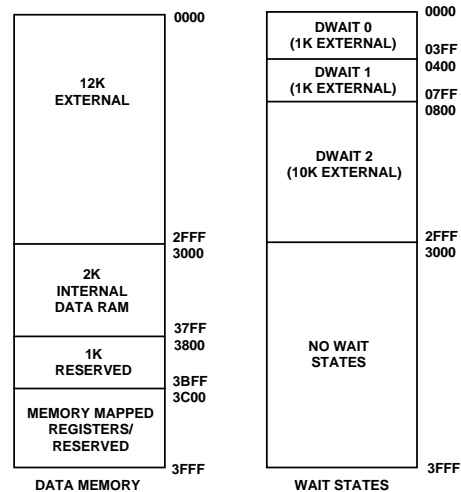 0000
12K
EXTERNAL
2FFF
3000
2K
INTERNAL
DATA RAM
37FF
3800
1K
RESERVED
3BFF
3C00
MEMORY MAPPED
REGISTERS/
RESERVED
3FFF
DATA MEMORY
0000
DWAIT 0
(1K EXTERNAL)
03FF
0400
DWAIT 1
(1K EXTERNAL)
07FF
0800
DWAIT 2
(10K EXTERNAL)
2FFF
3000
NO WAIT
STATES
3FFF
WAIT STATES